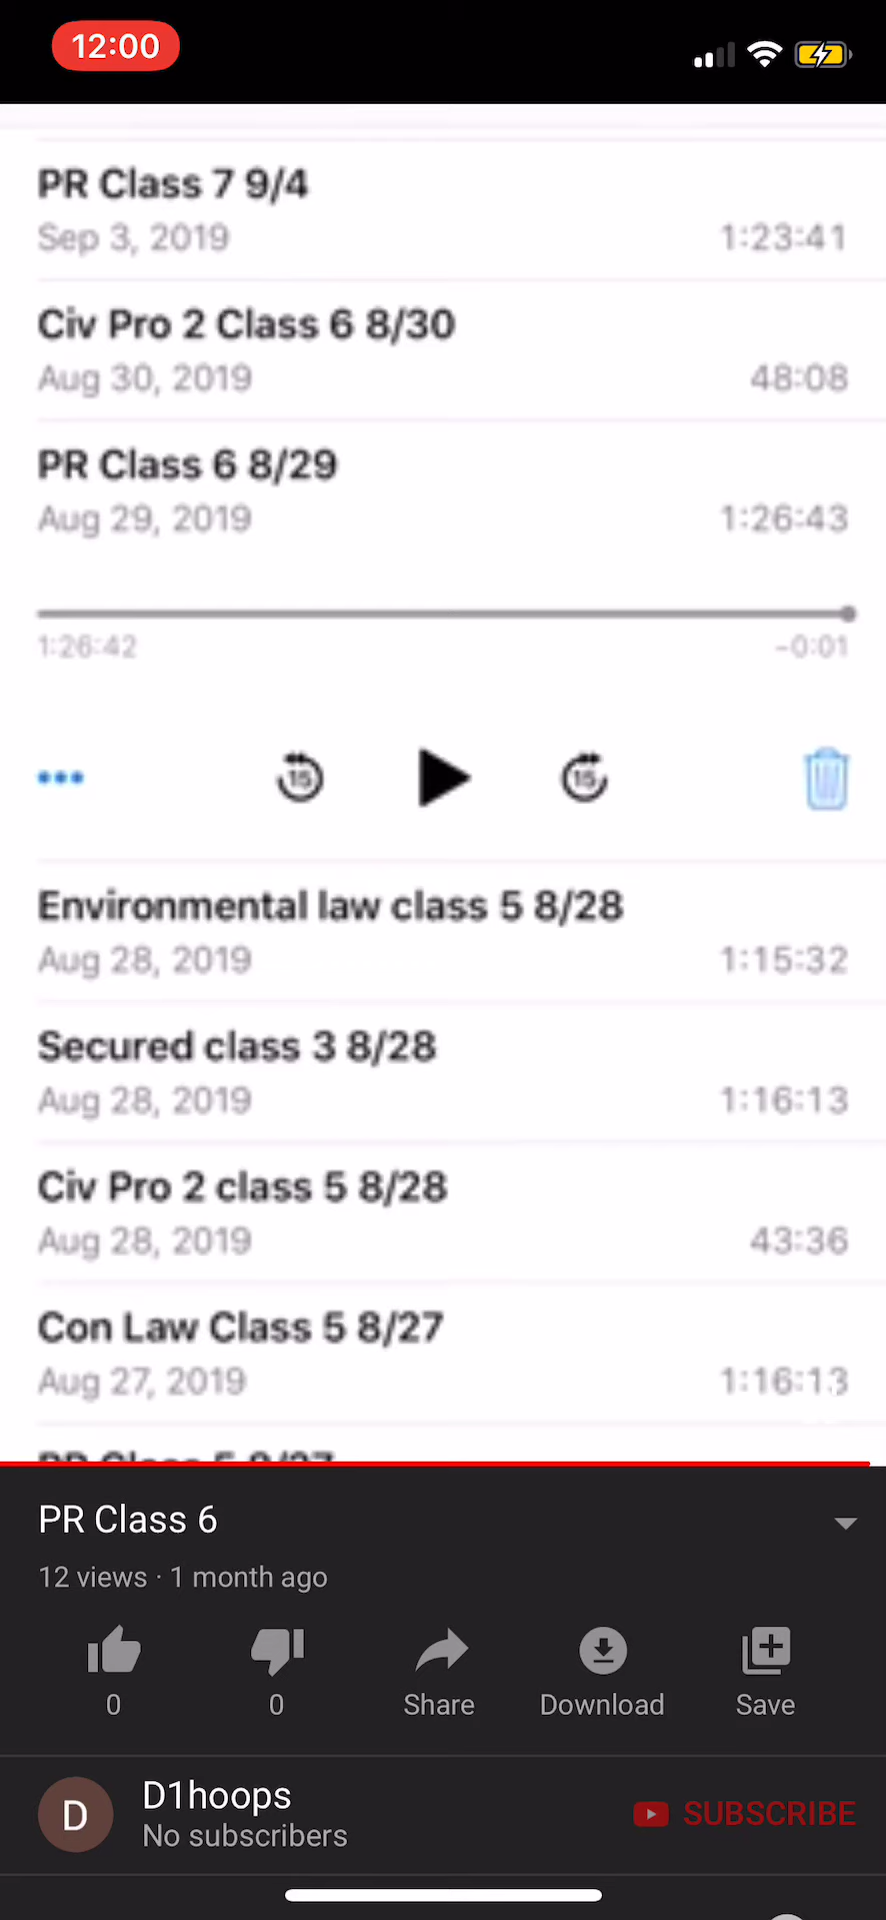 12:00
PR Class 7 9/4
Sep 3, 2019 1:23:41
Civ Pro 2 Class 6 8/30
Aug 30, 2019 48:08
PR Class 6 8/29
Aug 29, 2019 1:26:43
1:26:42 -0:01
15 15
Environmental law class 5 8/28
Aug 28, 2019 1:15:32
Secured class 3 8/28
Aug 28, 2019 1:16:13
Civ Pro 2 class 5 8/28
Aug 28, 2019 43:36
Con Law Class 5 8/27
Aug 27, 2019 1:16:13
PR Class 5 8/27
PR Class 6
12 views · 1 month ago
0 0 Share Download Save
D D1hoops
No subscribers
SUBSCRIBE